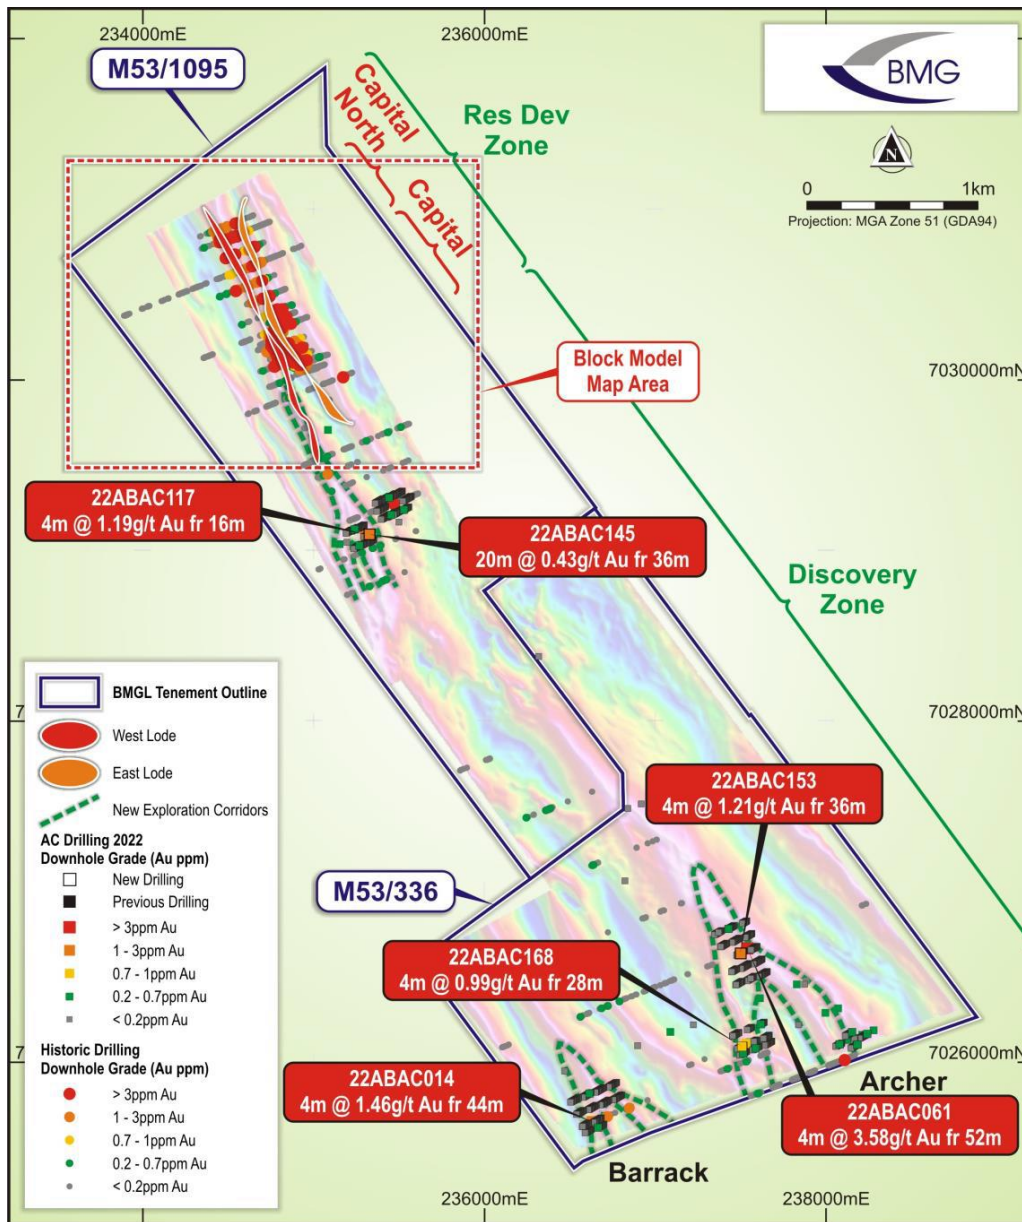 234000mE
236000mE
M53/1095
BMG
Capital
North
Capital
Res Dev
Zone
N
0
1km
Projection: MGA Zone 51 (GDA94)
Block Model
Map Area
7030000mN
22ABAC117
4m @ 1.19g/t Au fr 16m
22ABAC145
20m @ 0.43g/t Au fr 36m
Discovery
Zone
BMGL Tenement Outline
West Lode
East Lode
New Exploration Corridors
AC Drilling 2022
Downhole Grade (Au ppm)
New Drilling
Previous Drilling
> 3ppm Au
1 - 3ppm Au
0.7 - 1ppm Au
0.2 - 0.7ppm Au
< 0.2ppm Au
Historic Drilling
Downhole Grade (Au ppm)
> 3ppm Au
1 - 3ppm Au
0.7 - 1ppm Au
0.2 - 0.7ppm Au
< 0.2ppm Au
7028000mN
22ABAC153
4m @ 1.21g/t Au fr 36m
M53/336
22ABAC168
4m @ 0.99g/t Au fr 28m
7026000mN
22ABAC014
4m @ 1.46g/t Au fr 44m
Archer
22ABAC061
4m @ 3.58g/t Au fr 52m
Barrack
236000mE
238000mE